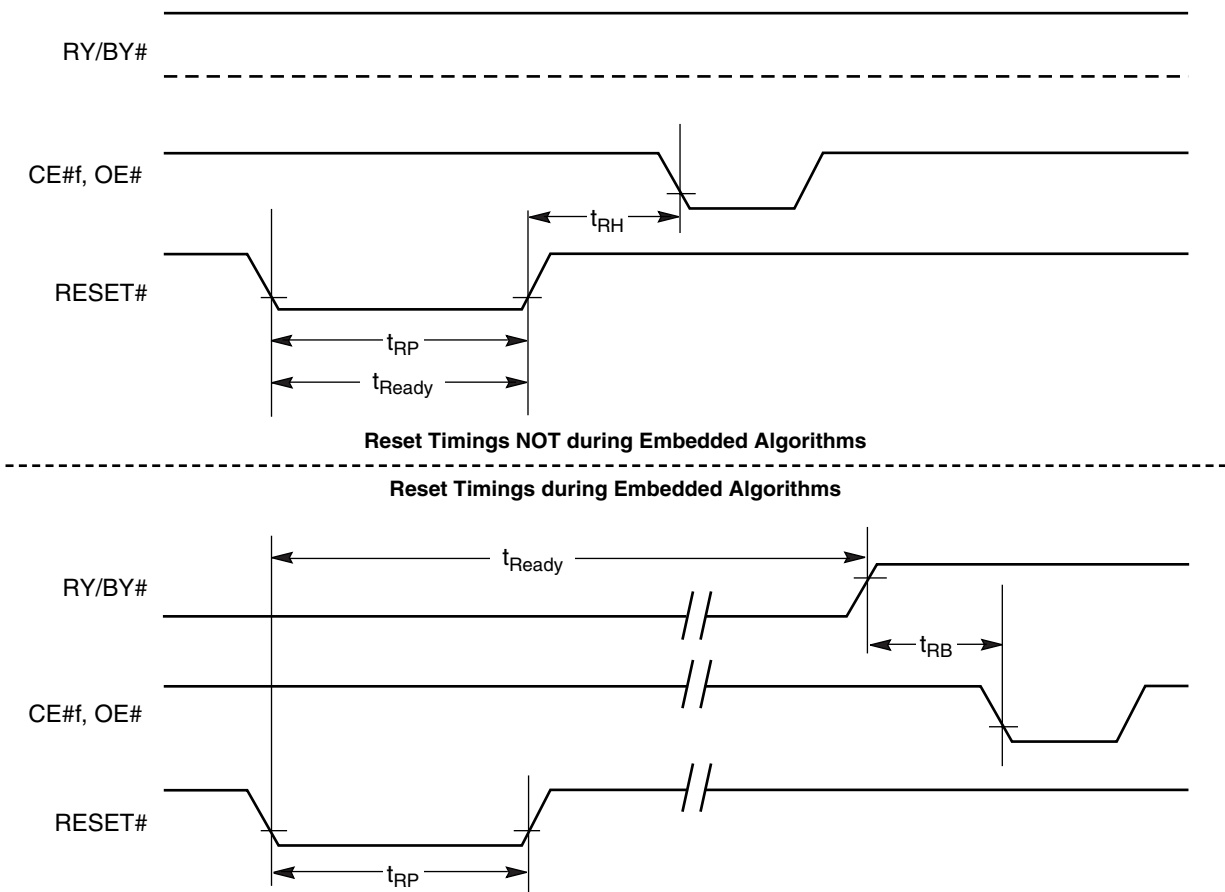 RY/BY#
CE#f, OE#
tRH
RESET#
tRP
tReady
Reset Timings NOT during Embedded Algorithms
Reset Timings during Embedded Algorithms
tReady
RY/BY#
tRB
CE#f, OE#
RESET#
tRP